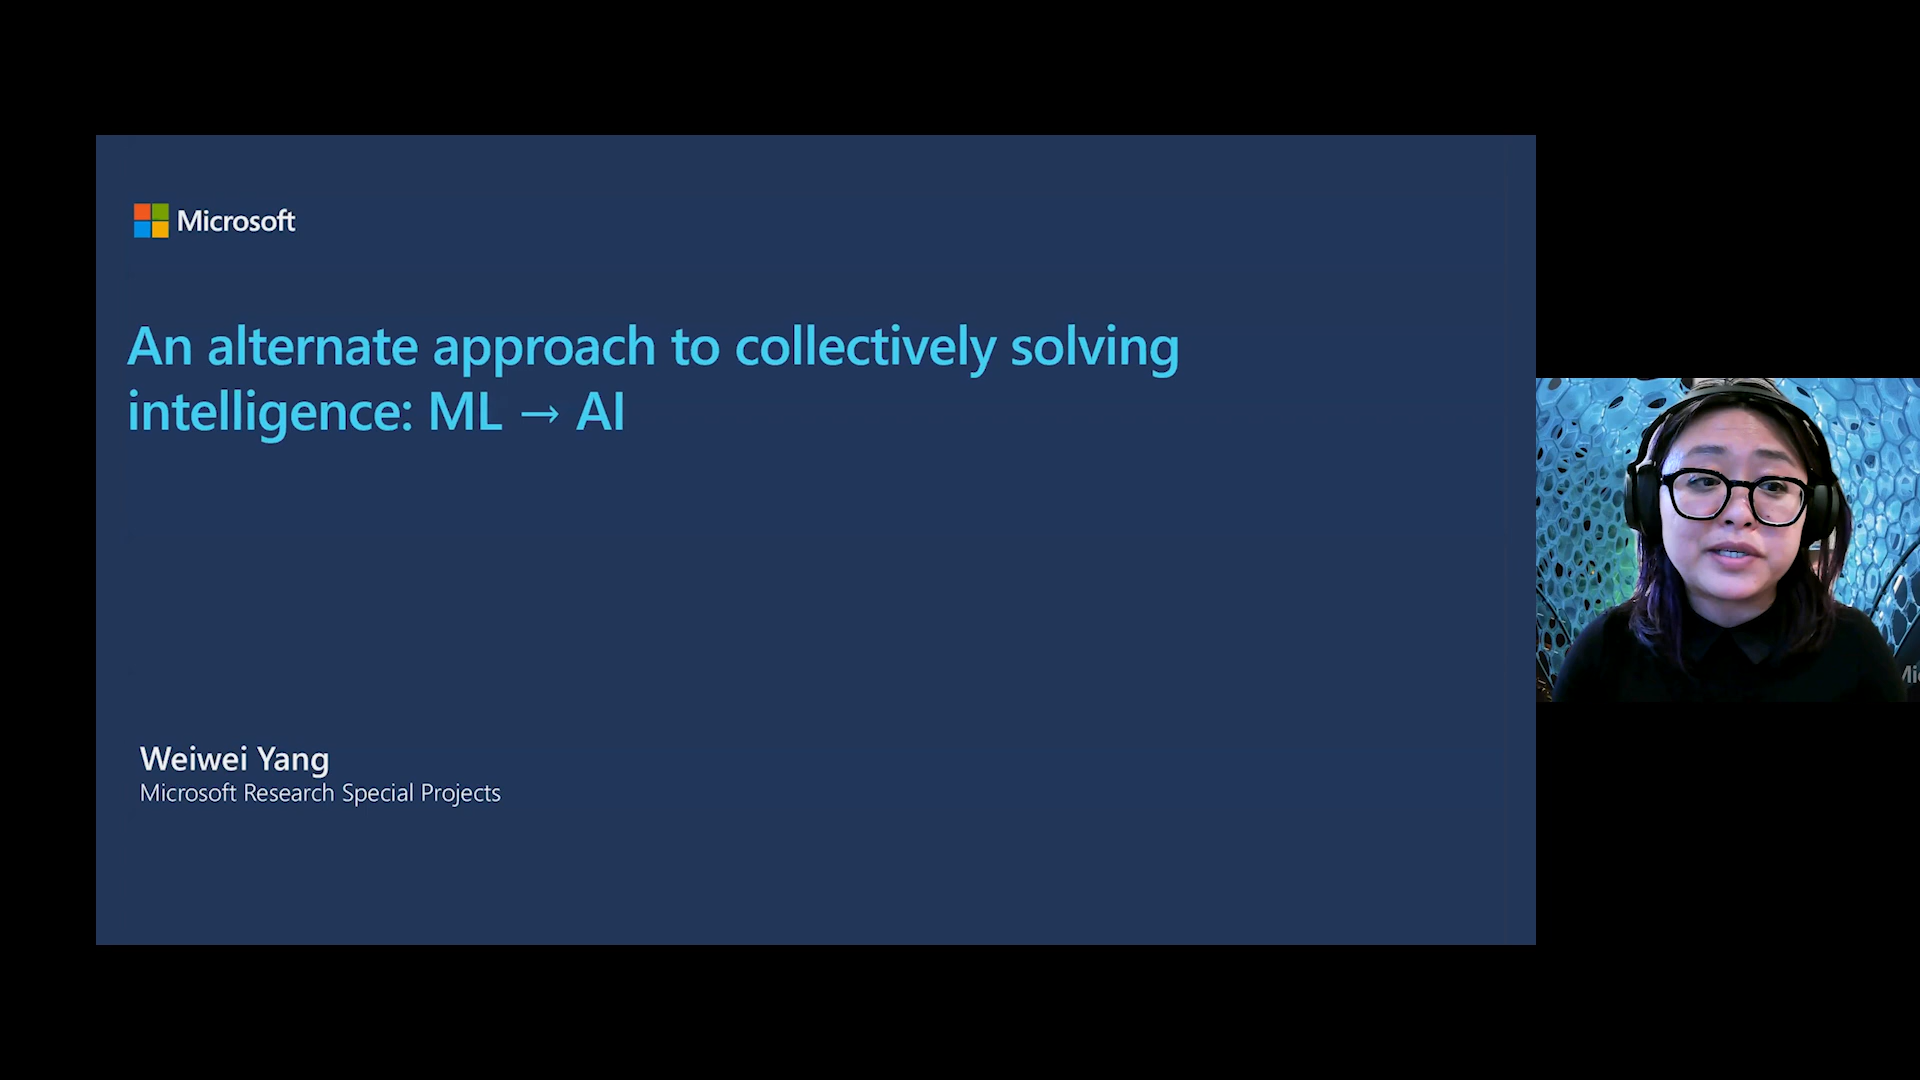 Microsoft
An alternate approach to collectively solving
intelligence: ML → AI
Weiwei Yang
Microsoft Research Special Projects